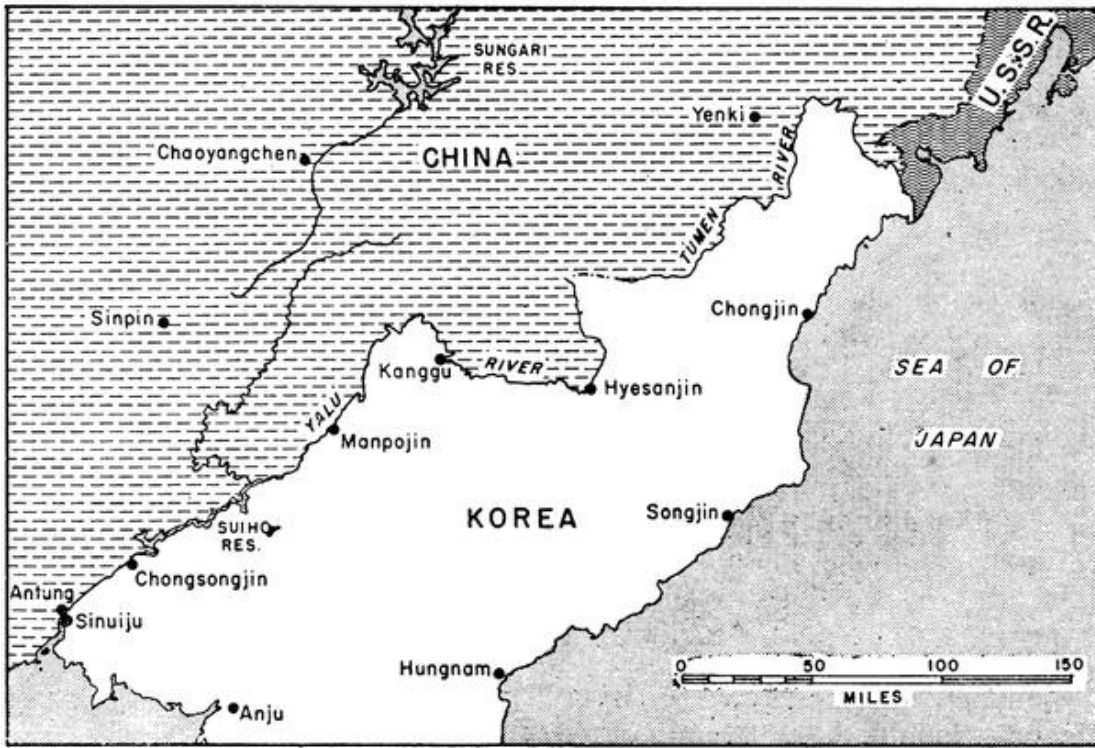 SUNGARI
RES.
U.S.S.R.
Yenki
Chaoyangchen
CHINA
TUMEN RIVER
Sinpin
Chongjin
Kanggu
YALU RIVER
Hyesanjin
SEA OF
JAPAN
Manpojin
KOREA
Songjin
SUIHO
RES.
Chongsongjin
Antung
Sinuiju
Hungnam
0 50 100 150
MILES
Anju